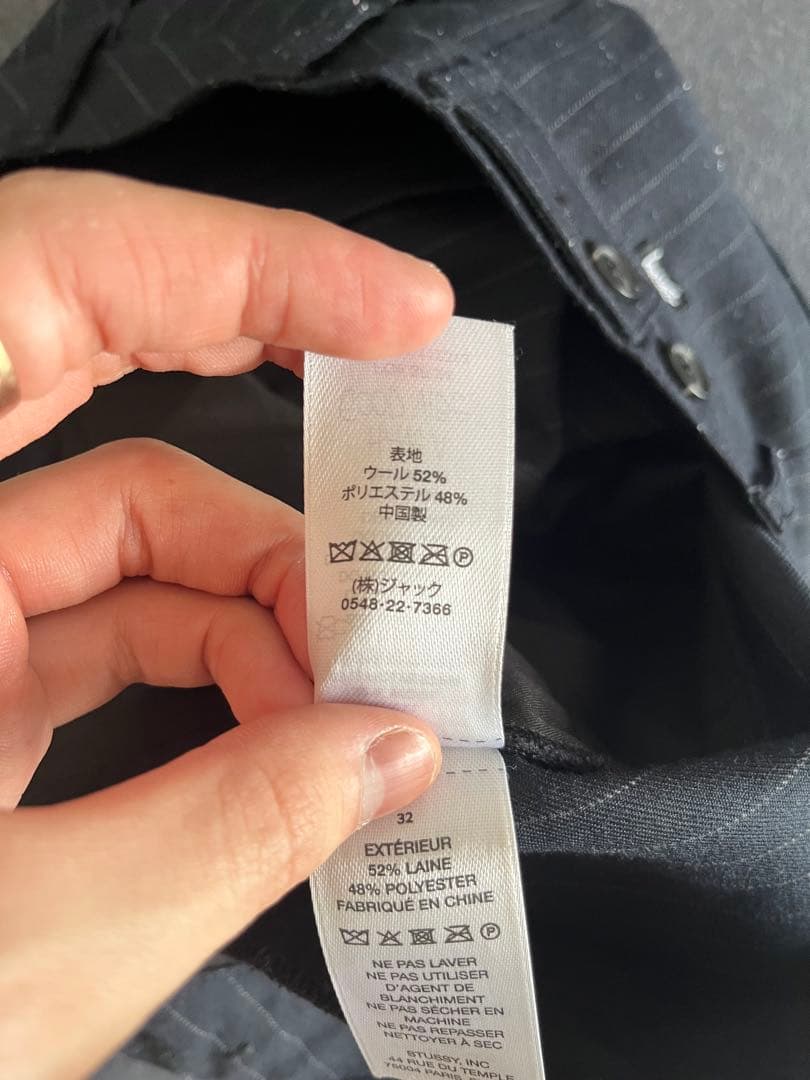 表地
ウール 52%
ポリエステル 48%
中国製
(株)ジャック
0548・22・7366
32
EXTÉRIEUR
52% LAINE
48% POLYESTER
FABRIQUÉ EN CHINE
NE PAS LAVER
NE PAS UTILISER
D'AGENT DE
BLANCHIMENT
NE PAS SÉCHER EN
MACHINE
NE PAS REPASSER
NETTOYER À SEC
STUSSY, INC
44 RUE DU TEMPLE
75004 PARIS,